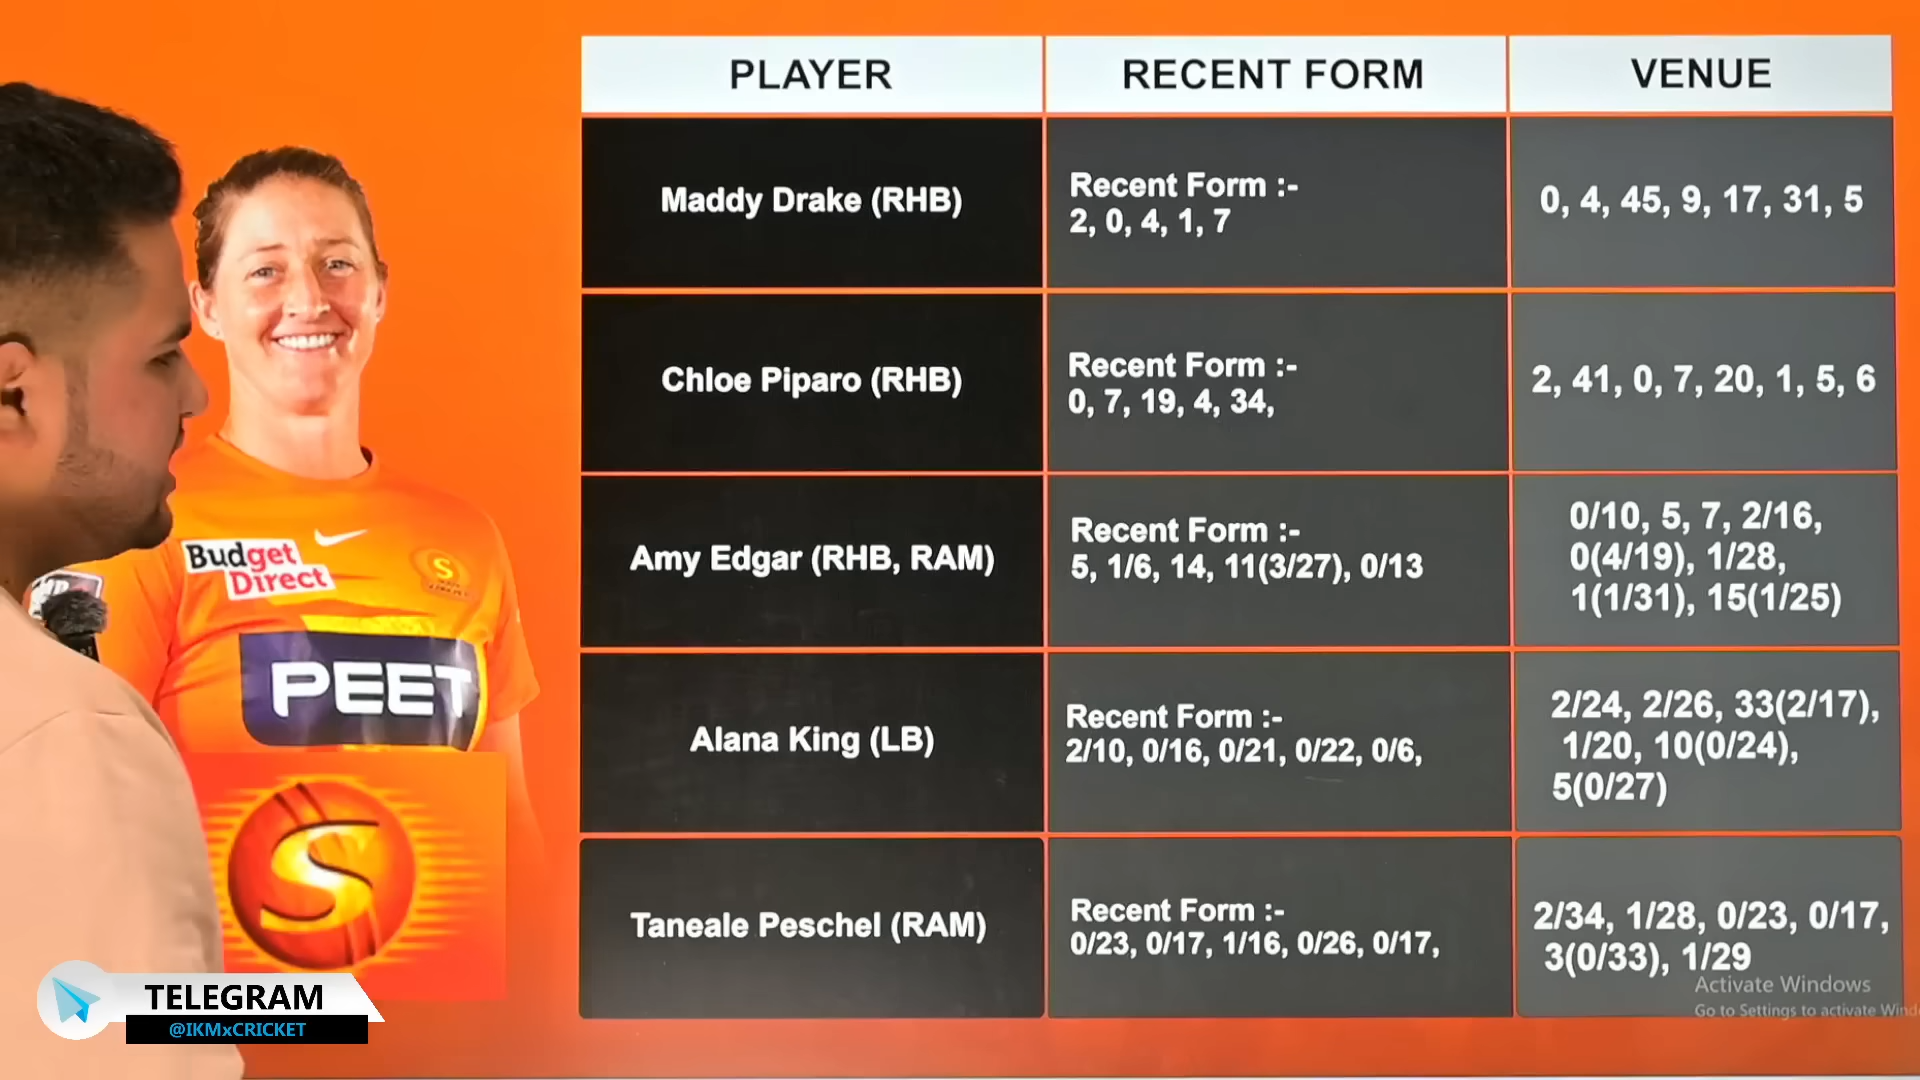 PLAYER
RECENT FORM
VENUE
Maddy Drake (RHB)
Recent Form :-
2, 0, 4, 1, 7
0, 4, 45, 9, 17, 31, 5
Chloe Piparo (RHB)
Recent Form :-
0, 7, 19, 4, 34,
2, 41, 0, 7, 20, 1, 5, 6
Amy Edgar (RHB, RAM)
Recent Form :-
5, 1/6, 14, 11(3/27), 0/13
0/10, 5, 7, 2/16,
0(4/19), 1/28,
1(1/31), 15(1/25)
Alana King (LB)
Recent Form :-
2/10, 0/16, 0/21, 0/22, 0/6,
2/24, 2/26, 33(2/17),
1/20, 10(0/24),
5(0/27)
Taneale Peschel (RAM)
Recent Form :-
0/23, 0/17, 1/16, 0/26, 0/17,
2/34, 1/28, 0/23, 0/17,
3(0/33), 1/29
Budget
Direct
PEET
S
TELEGRAM
@IKMxCRICKET
Activate Windows
Go to Settings to activate Wind